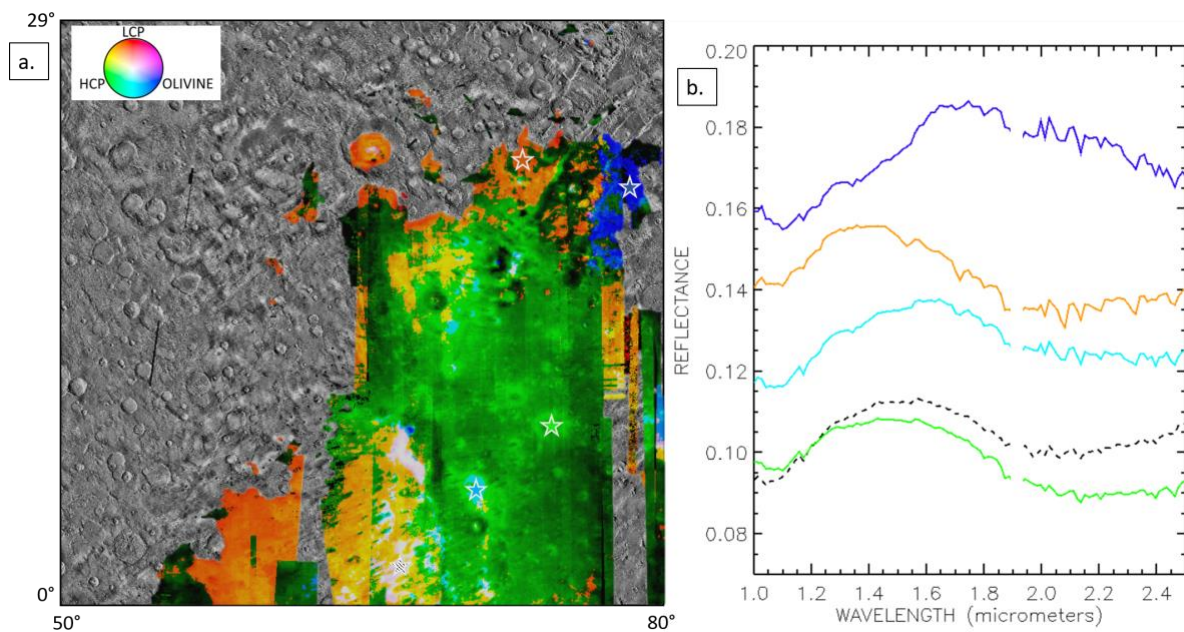 29°
a.
LCP
HCP
OLIVINE
0°
50°
80°
b.
0.20
0.18
0.16
0.14
0.12
0.10
0.08
REFLECTANCE
1.0 1.2 1.4 1.6 1.8 2.0 2.2 2.4
WAVELENGTH (micrometers)